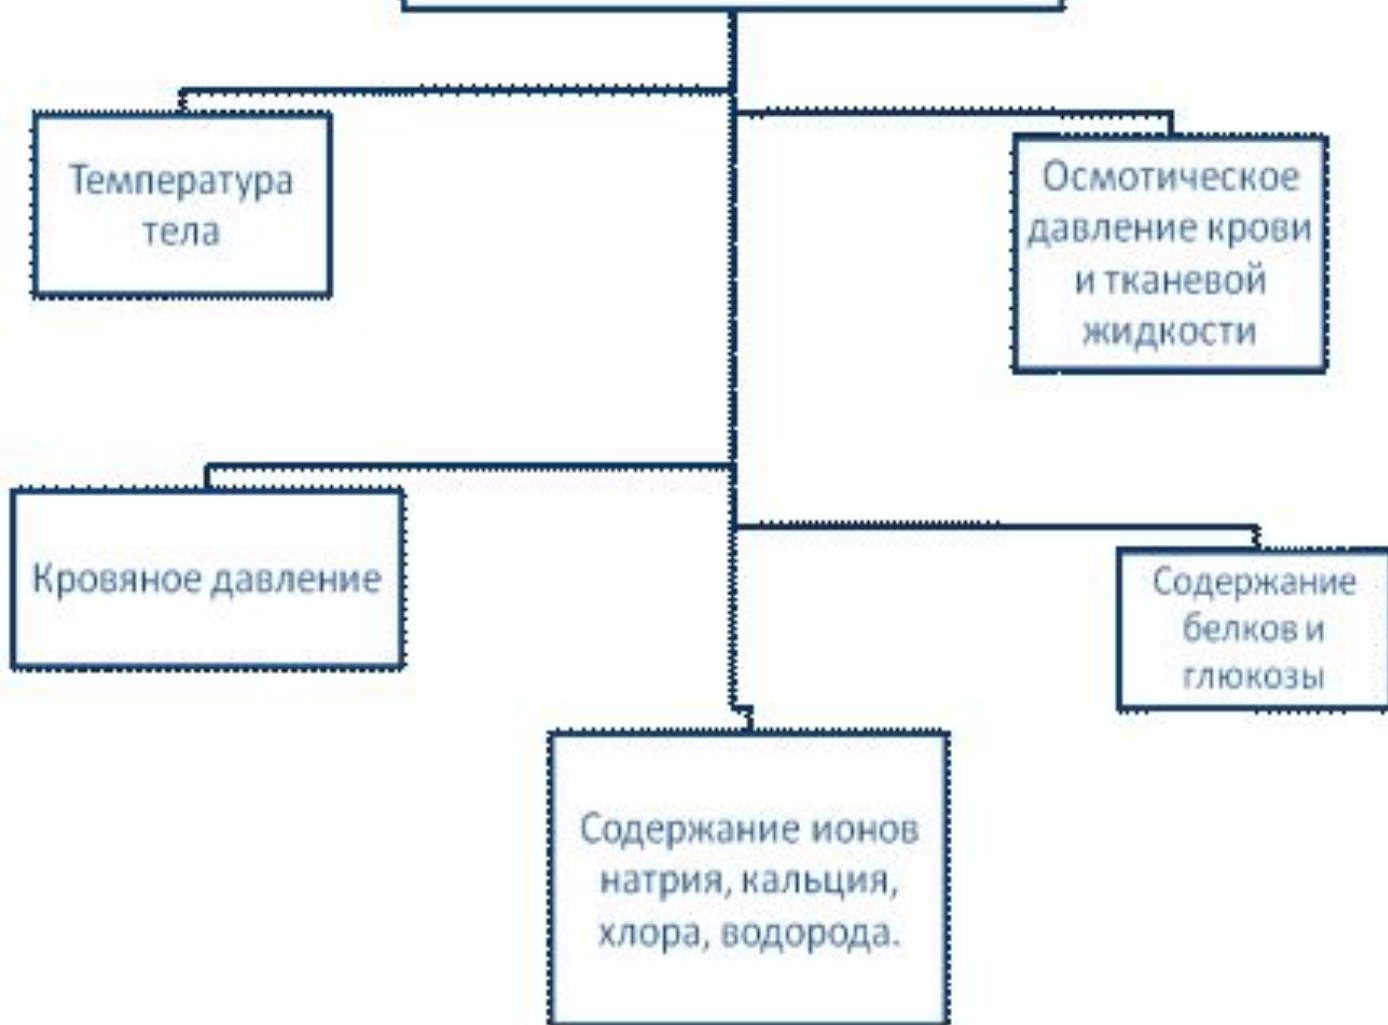 Температура
тела
Осмотическое
давление крови
и тканевой
жидкости
Кровяное давление
Содержание
белков и
глюкозы
Содержание ионов
натрия, кальция,
хлора, водорода.